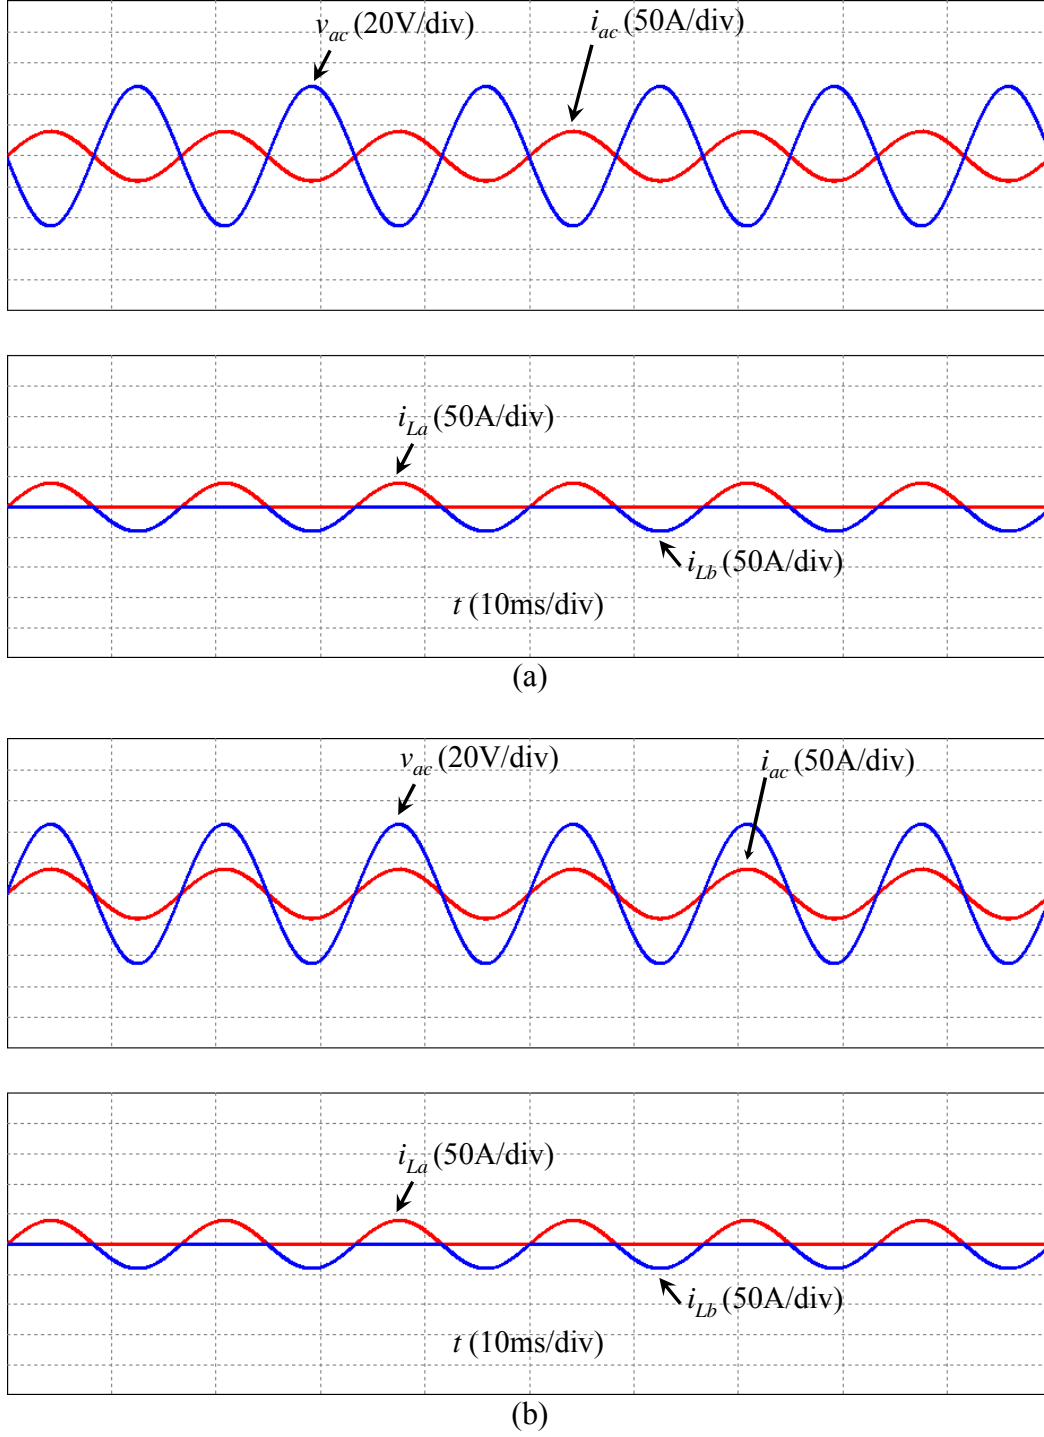 v_ac (20V/div) i_ac (50A/div)
i_La (50A/div)
i_Lb (50A/div)
t (10ms/div)
(a)
v_ac (20V/div) i_ac (50A/div)
i_La (50A/div)
i_Lb (50A/div)
t (10ms/div)
(b)